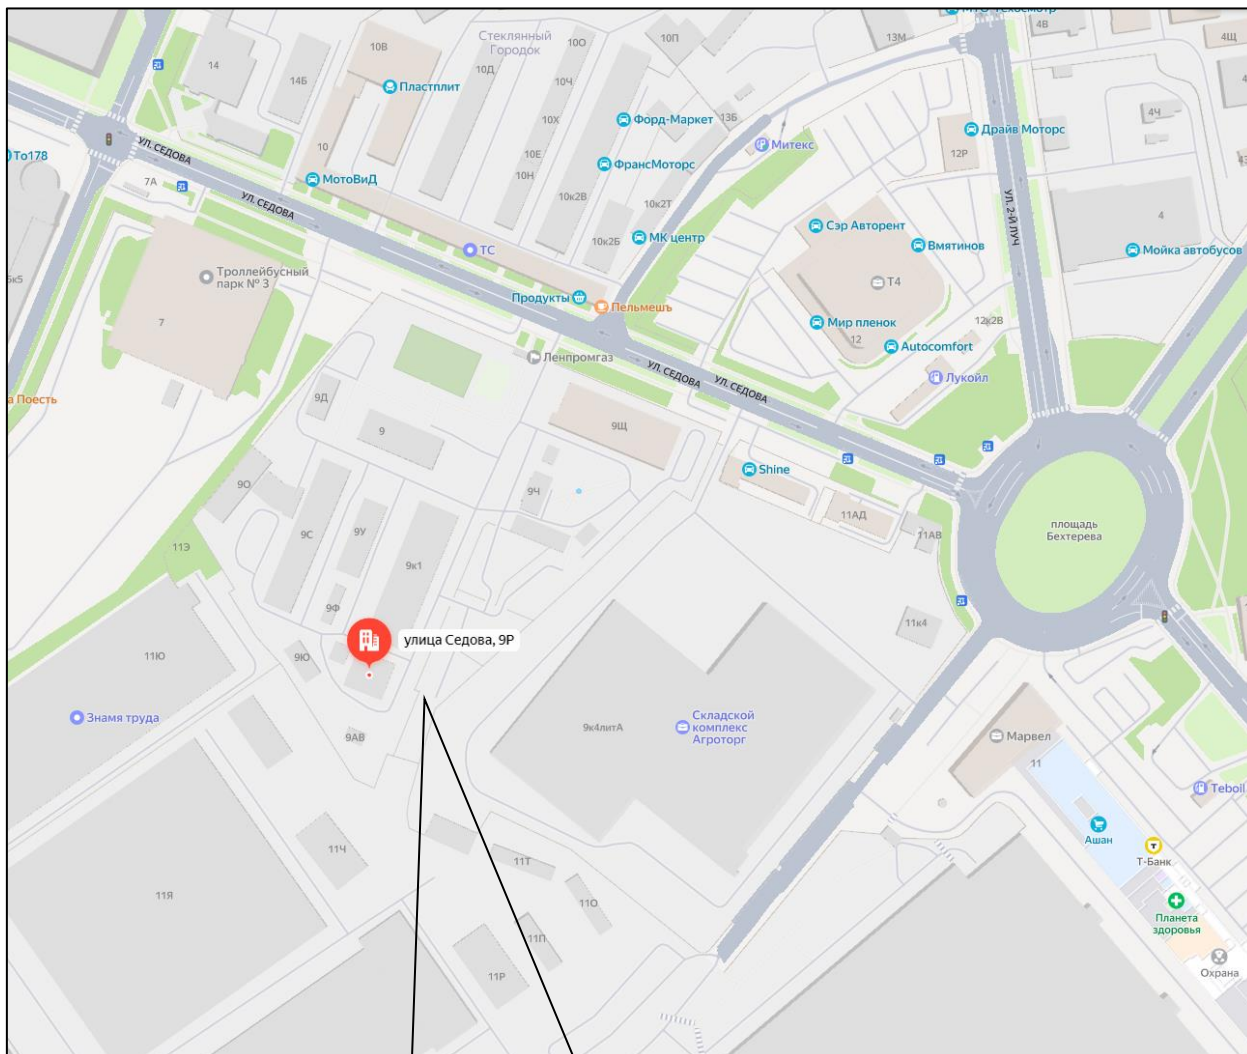 МТО Техосмотр
Стеклянный
Городок
10О
10П
10В
13М
4В
4Щ
14
14Б
10Д
10Ч
Пластплит
4Ч
Форд-Маркет
13Б
10Х
Драйв Моторс
То178
УЛ. СЕДОВА
Митекс
10Е
12Р
10Н
ФрансМоторс
7А
МотоВиД
10
10к2В
10к2Т
УЛ. СЕДОВА
УЛ. 2-Й ЛУЧ
4
Сэр Авторент
10к2Б
МК центр
Вмятинов
ТС
Мойка автобусов
Троллейбусный
парк № 3
Т4
Продукты
Пельмешъ
7
Мир пленок
12
12к2В
Autocomfort
Ленпромгаз
УЛ. СЕДОВА
УЛ. СЕДОВА
Лукойл
а Поесть
9Д
9
9Щ
Shine
9О
9Ч
11АД
площадь
Бехтерева
9С
9У
11АВ
11Э
9к1
9Ф
11к4
улица Седова, 9Р
11Ю
9Ю
Знамя труда
9АВ
9к4литА
Складской
комплекс
Агроторг
Марвел
11
Teboil
Ашан
Т-Банк
11Ч
11Т
11Я
11О
Планета
здоровья
11П
11Р
Охрана